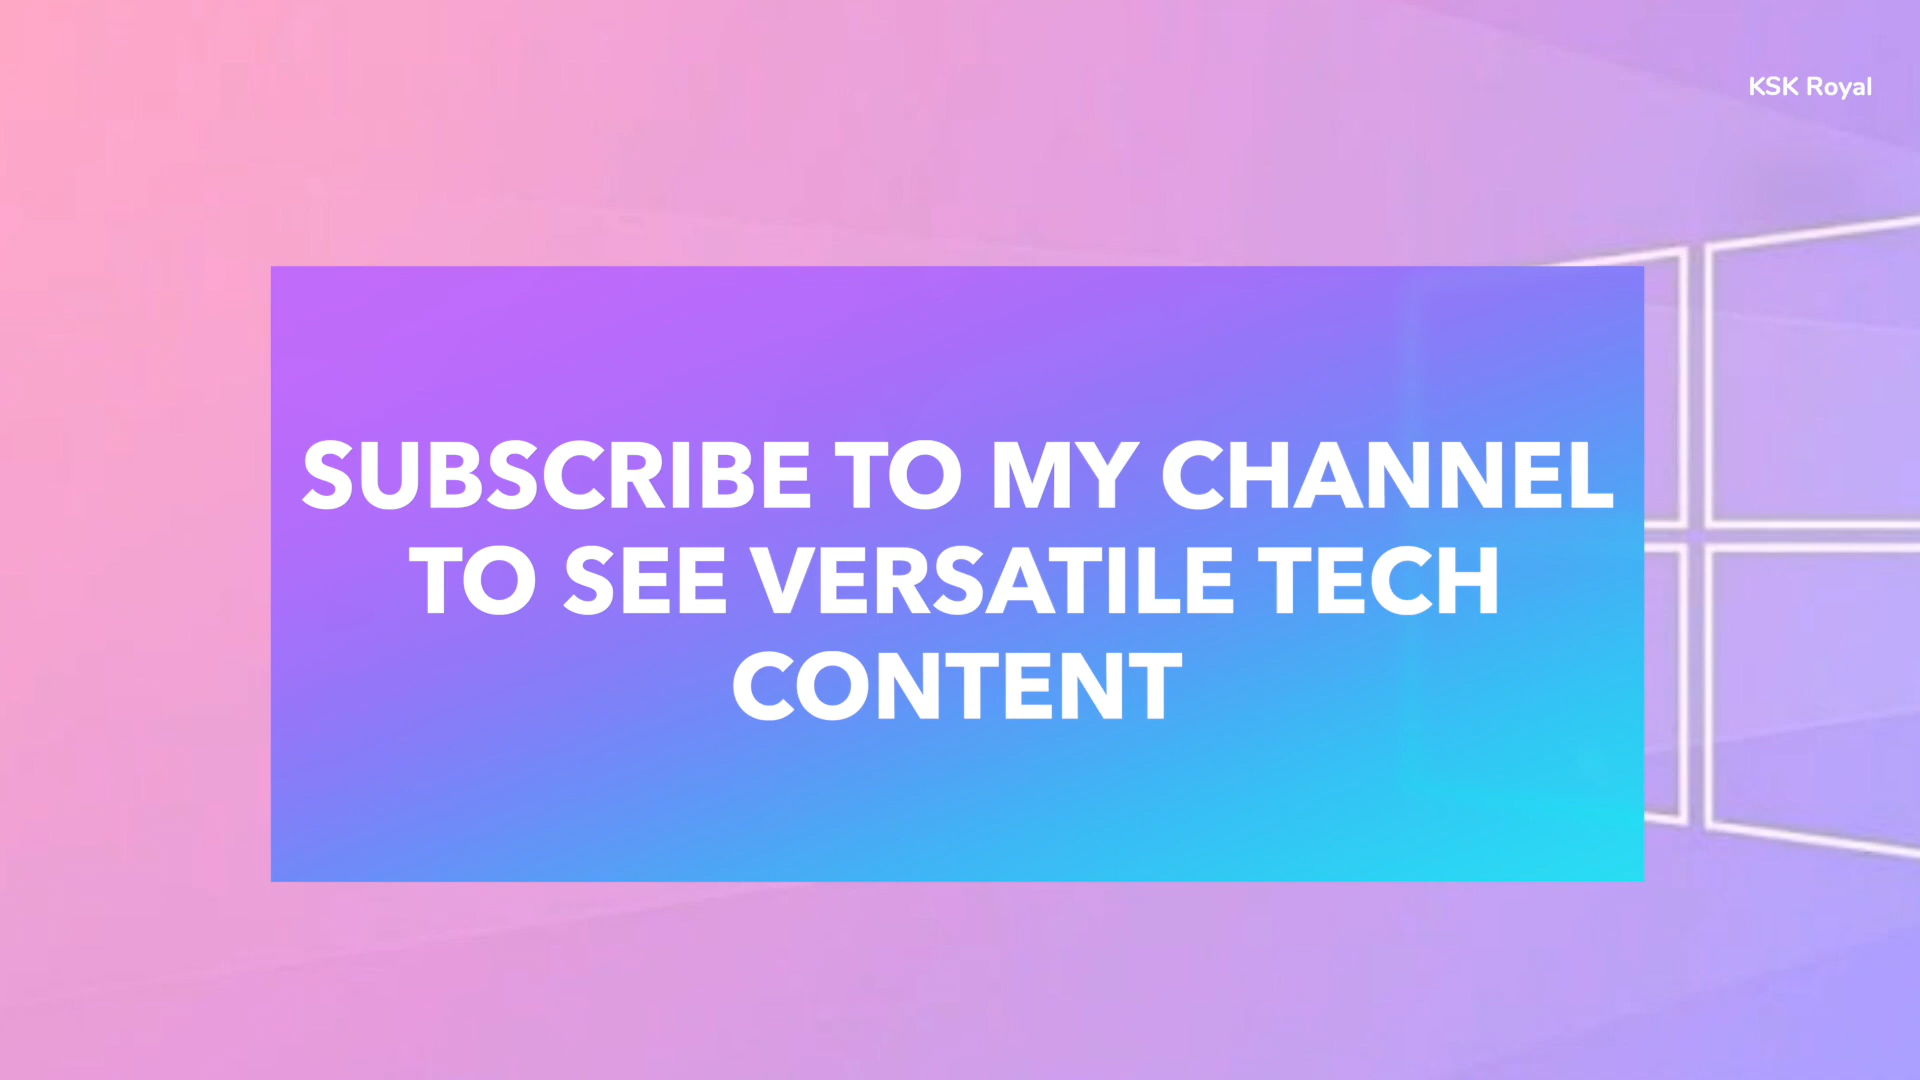 KSK Royal
SUBSCRIBE TO MY CHANNEL
TO SEE VERSATILE TECH
CONTENT